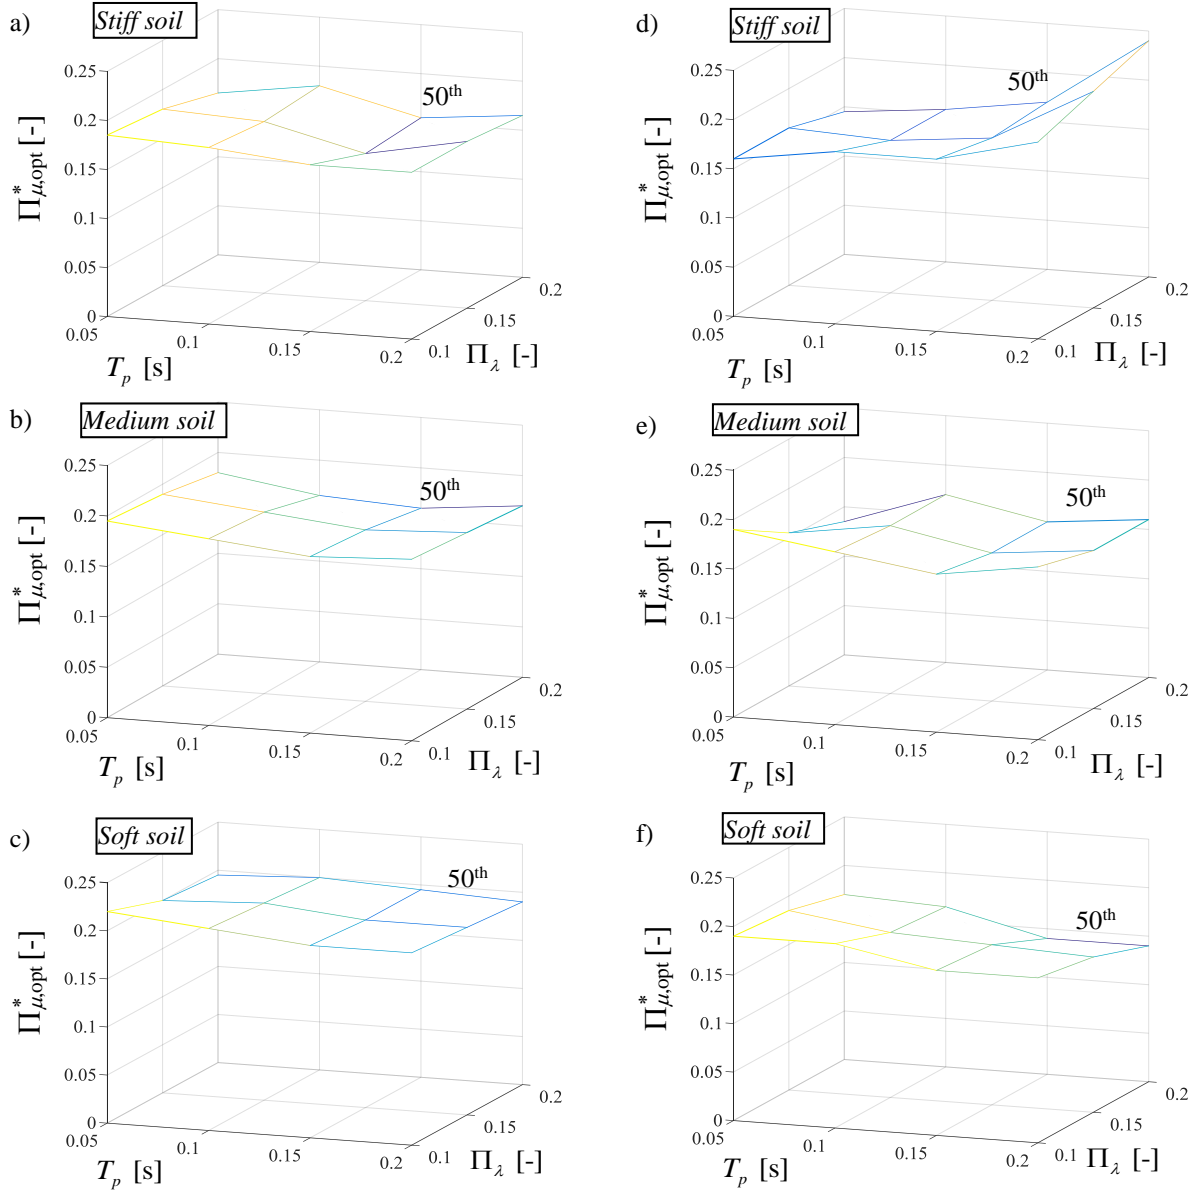 a)
Stiff soil
50th
0.25
0.2
0.15
0.1
0.05
0
Π*μ,opt [-]
0.05
0.1
0.15
0.2
Tp [s]
0.1
0.15
0.2
Πλ [-]
d)
Stiff soil
50th
0.25
0.2
0.15
0.1
0.05
0
Π*μ,opt [-]
0.05
0.1
0.15
0.2
Tp [s]
0.1
0.15
0.2
Πλ [-]
b)
Medium soil
50th
0.25
0.2
0.15
0.1
0.05
0
Π*μ,opt [-]
0.05
0.1
0.15
0.2
Tp [s]
0.1
0.15
0.2
Πλ [-]
e)
Medium soil
50th
0.25
0.2
0.15
0.1
0.05
0
Π*μ,opt [-]
0.05
0.1
0.15
0.2
Tp [s]
0.1
0.15
0.2
Πλ [-]
c)
Soft soil
50th
0.25
0.2
0.15
0.1
0.05
0
Π*μ,opt [-]
0.05
0.1
0.15
0.2
Tp [s]
0.1
0.15
0.2
Πλ [-]
f)
Soft soil
50th
0.25
0.2
0.15
0.1
0.05
0
Π*μ,opt [-]
0.05
0.1
0.15
0.2
Tp [s]
0.1
0.15
0.2
Πλ [-]